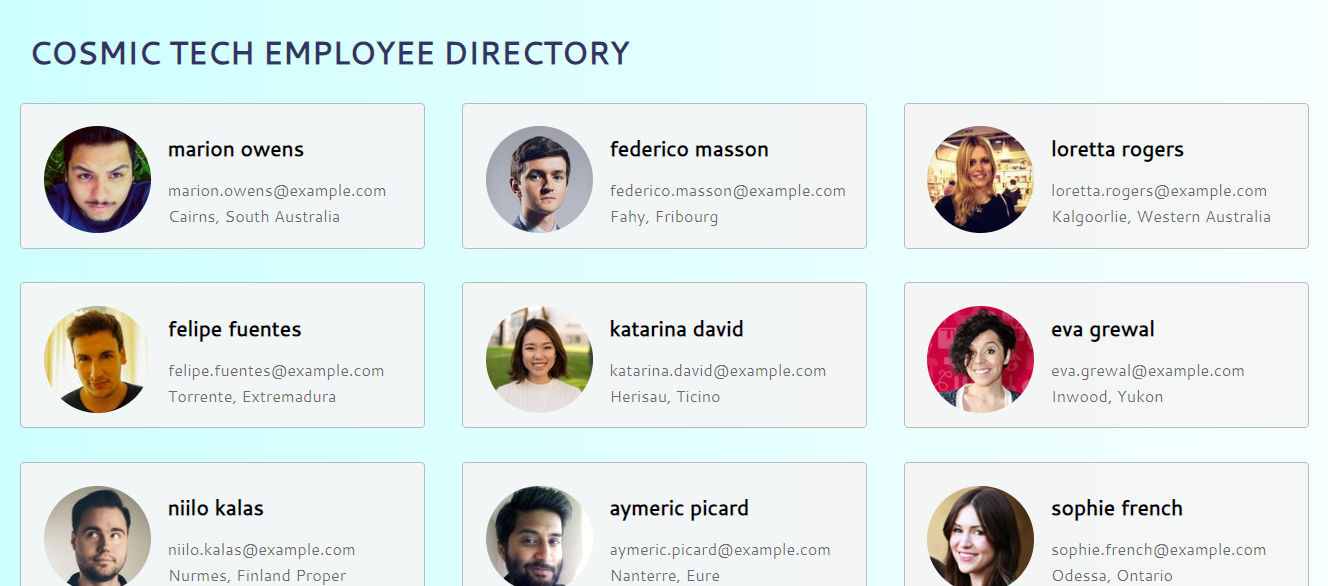 COSMIC TECH EMPLOYEE DIRECTORY
marion owens
marion.owens@example.com
Cairns, South Australia
federico masson
federico.masson@example.com
Fahy, Fribourg
loretta rogers
loretta.rogers@example.com
Kalgoorlie, Western Australia
felipe fuentes
felipe.fuentes@example.com
Torrente, Extremadura
katarina david
katarina.david@example.com
Herisau, Ticino
eva grewal
eva.grewal@example.com
Inwood, Yukon
niilo kalas
niilo.kalas@example.com
Nurmes, Finland Proper
aymeric picard
aymeric.picard@example.com
Nanterre, Eure
sophie french
sophie.french@example.com
Odessa, Ontario